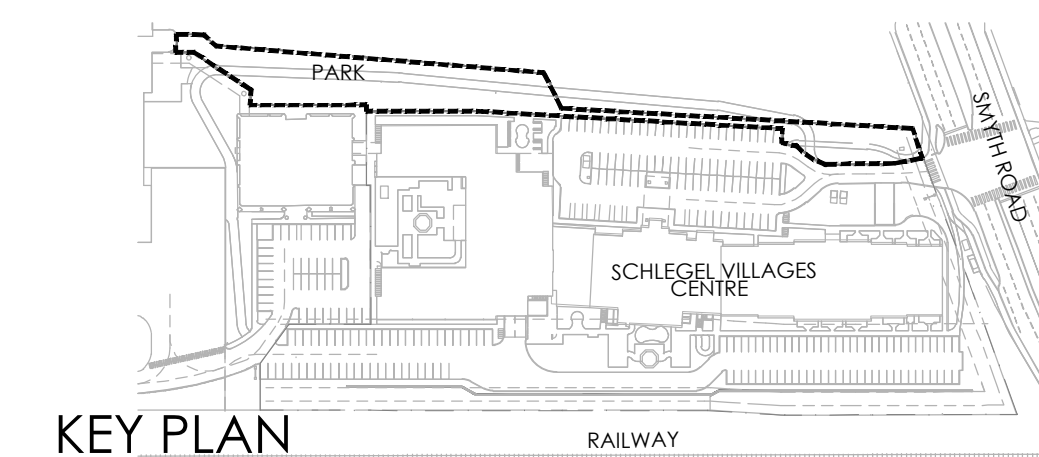 PARK
SMYTH ROAD
SCHLEGEL VILLAGES
CENTRE
KEY PLAN
RAILWAY